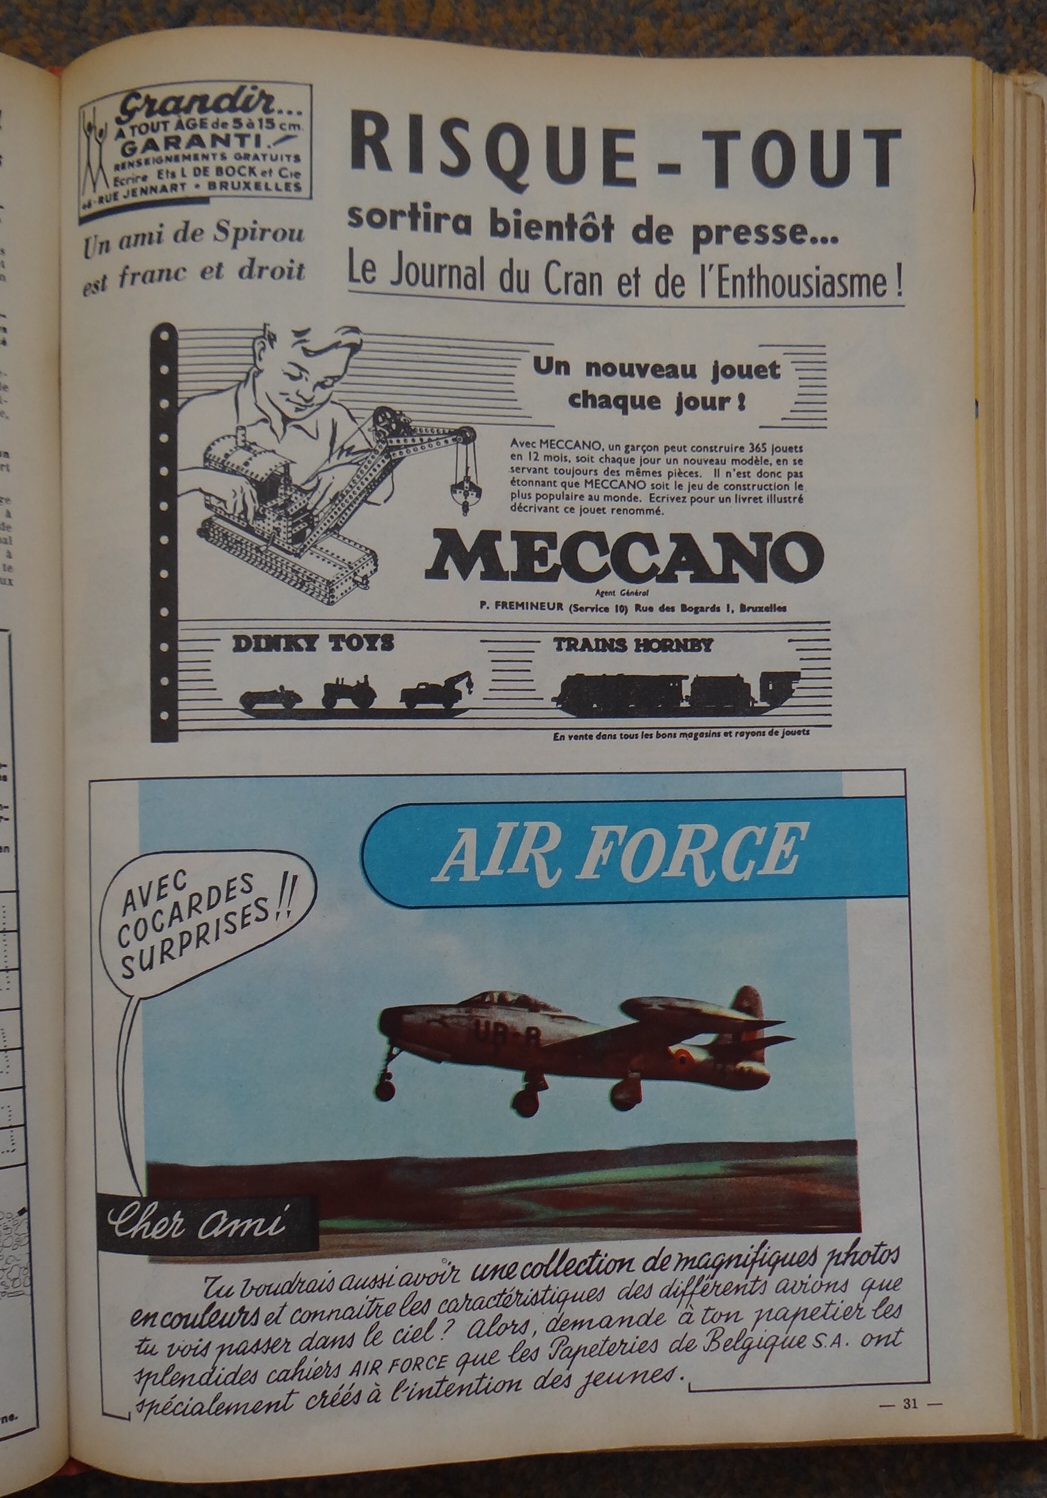 Grandir...
A TOUT ÂGE de 5 à 15 cm.
GARANTI.
RENSEIGNEMENTS GRATUITS
Ecrire Ets L DE BOCK et Cie
46-RUE JENNART • BRUXELLES
Un ami de Spirou
est franc et droit
RISQUE-TOUT
sortira bientôt de presse...
Le Journal du Cran et de l'Enthousiasme !
Un nouveau jouet
chaque jour !
Avec MECCANO, un garçon peut construire 365 jouets
en 12 mois, soit chaque jour un nouveau modèle, en se
servant toujours des mêmes pièces. Il n'est donc pas
étonnant que MECCANO soit le jeu de construction le
plus populaire au monde. Ecrivez pour un livret illustré
décrivant ce jouet renommé.
MECCANO
Agent Général
P. FREMINEUR (Service 10) Rue des Bogards 1, Bruxelles
DINKY TOYS
TRAINS HORNBY
En vente dans tous les bons magasins et rayons de jouets
AIR FORCE
AVEC
COCARDES
SURPRISES!!
UR-R
Cher ami
Tu voudrais aussi avoir une collection de magnifiques photos
en couleurs et connaître les caractéristiques des différents avions que
tu vois passer dans le ciel ? Alors, demande à ton papetier les
splendides cahiers AIR FORCE que les Papeteries de Belgique S.A. ont
spécialement créés à l'intention des jeunes.
— 31 —